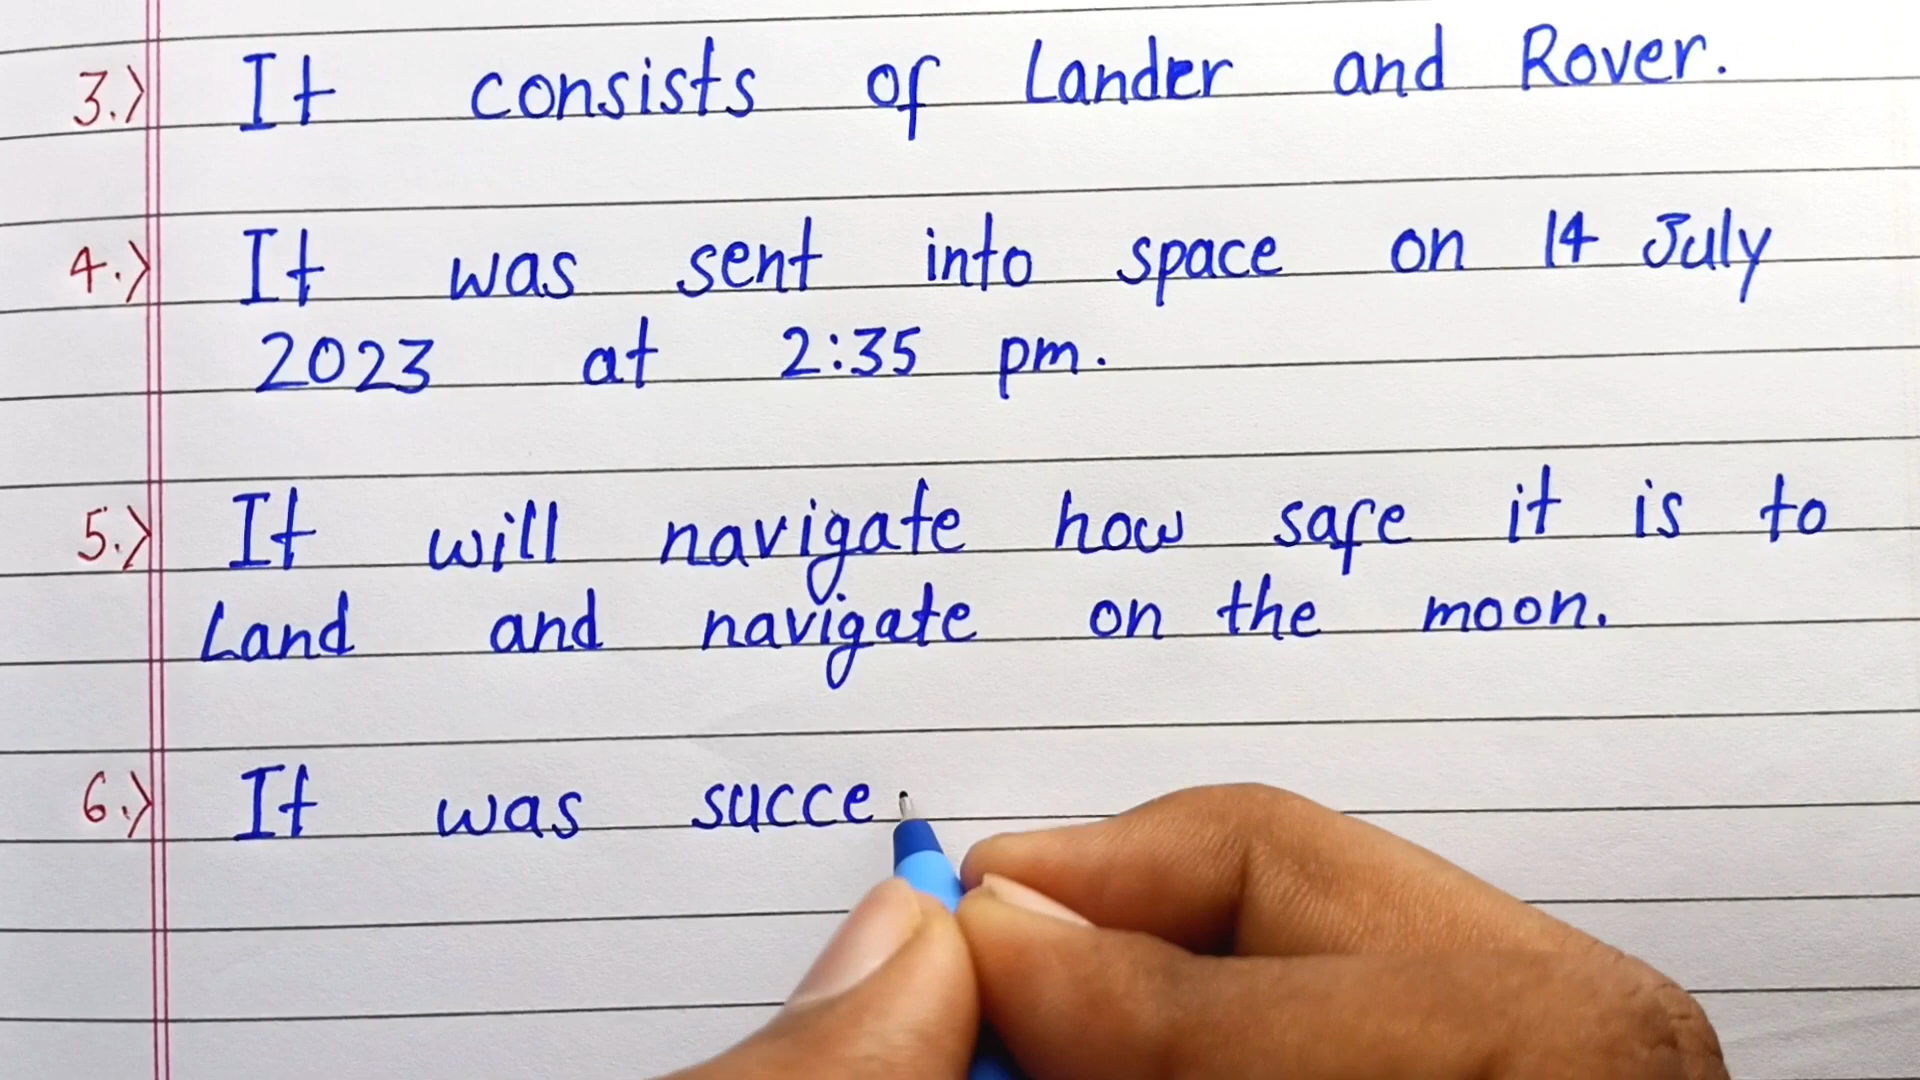 3.) It consists of Lander and Rover.
4.) It was sent into space on 14 July
2023 at 2:35 pm.
5.) It will navigate how safe it is to
Land and navigate on the moon.
6.) It was succe